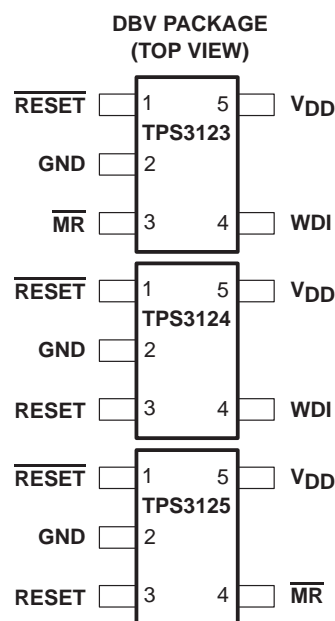 DBV PACKAGE
(TOP VIEW)
RESET 1 5 VDD
TPS3123
GND 2
MR 3 4 WDI
RESET 1 5 VDD
TPS3124
GND 2
RESET 3 4 WDI
RESET 1 5 VDD
TPS3125
GND 2
RESET 3 4 MR